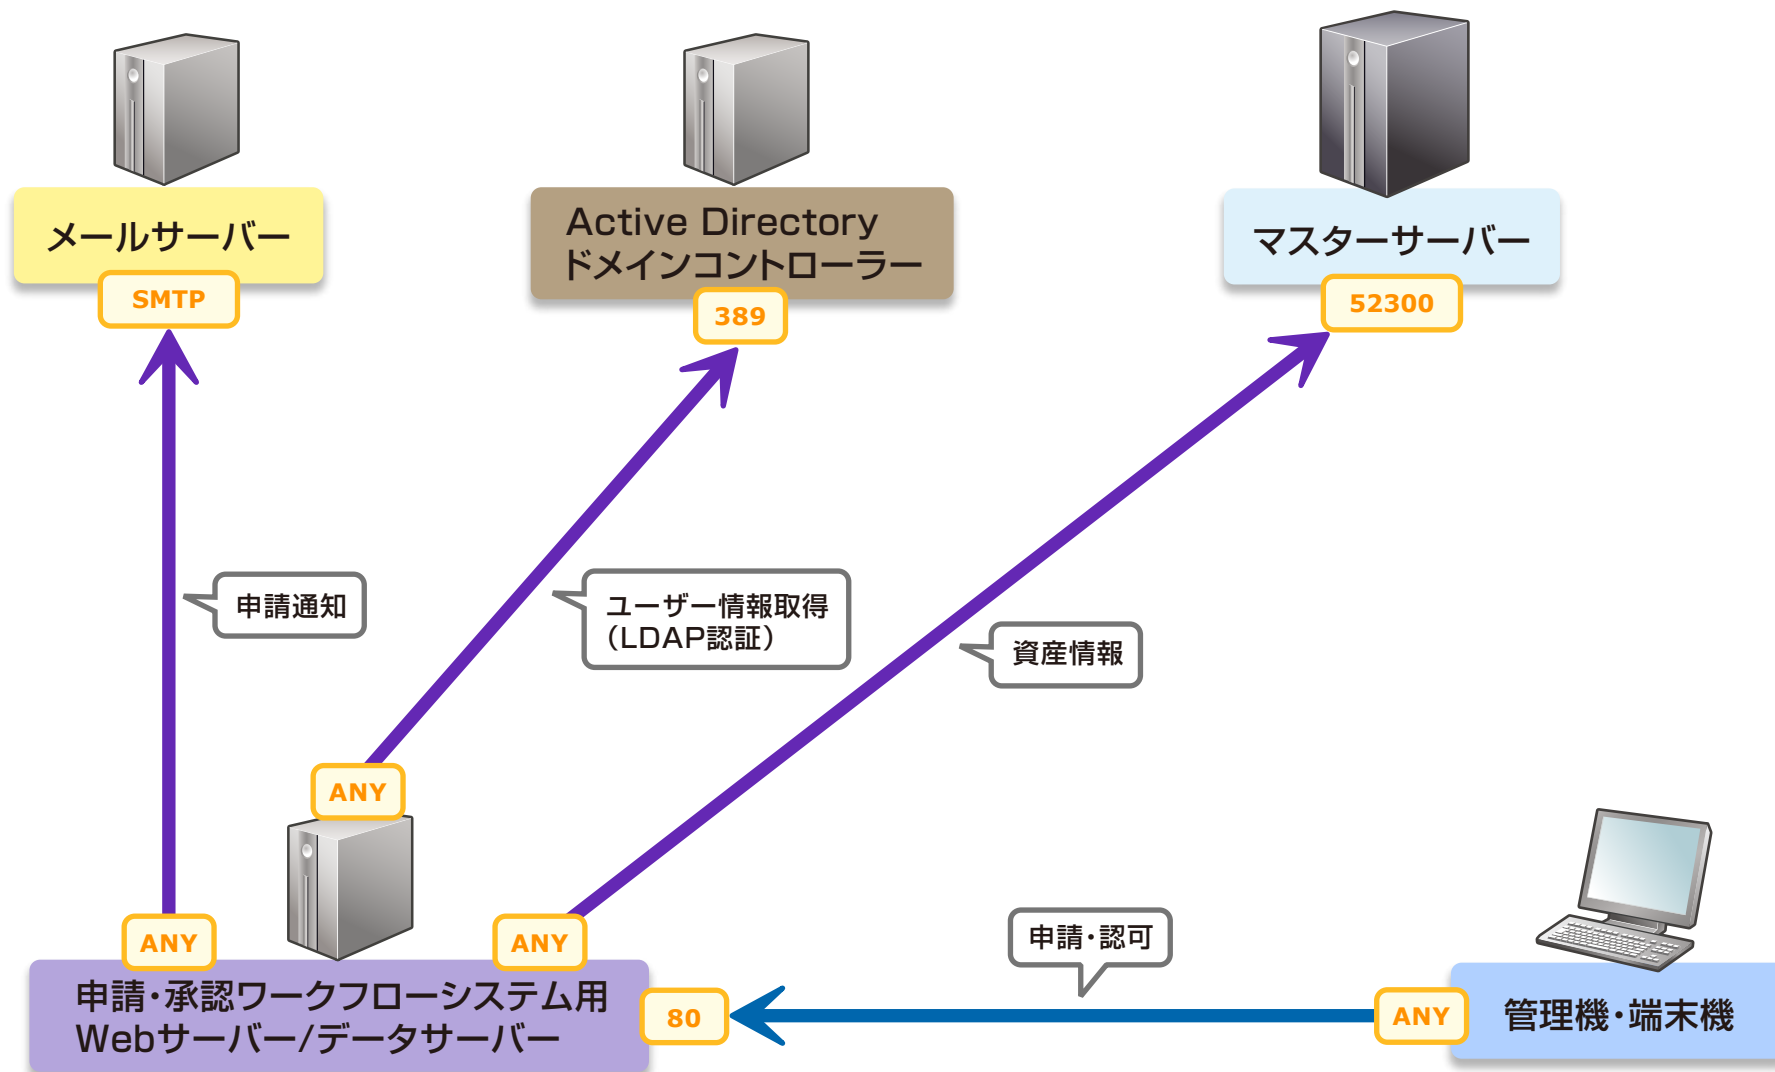 メールサーバー
SMTP
Active Directory
ドメインコントローラー
389
マスターサーバー
52300
申請通知
ユーザー情報取得
（LDAP認証）
資産情報
ANY
ANY
ANY
申請・承認ワークフローシステム用
Webサーバー/データサーバー
80
申請・認可
ANY
管理機・端末機